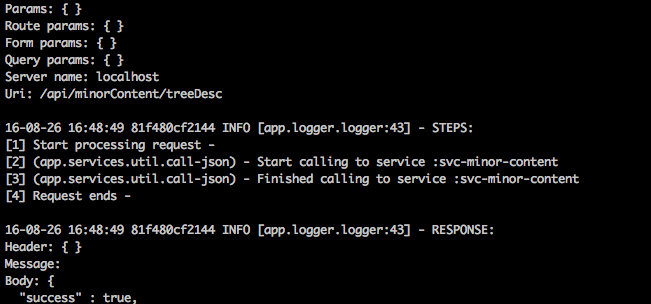 Params: { }
Route params: { }
Form params: { }
Query params: { }
Server name: localhost
Uri: /api/minorContent/treeDesc
16-08-26 16:48:49 81f480cf2144 INFO [app.logger.logger:43] - STEPS:
[1] Start processing request -
[2] (app.services.util.call-json) - Start calling to service :svc-minor-content
[3] (app.services.util.call-json) - Finished calling to service :svc-minor-content
[4] Request ends -
16-08-26 16:48:49 81f480cf2144 INFO [app.logger.logger:43] - RESPONSE:
Header: { }
Message:
Body: {
"success" : true,